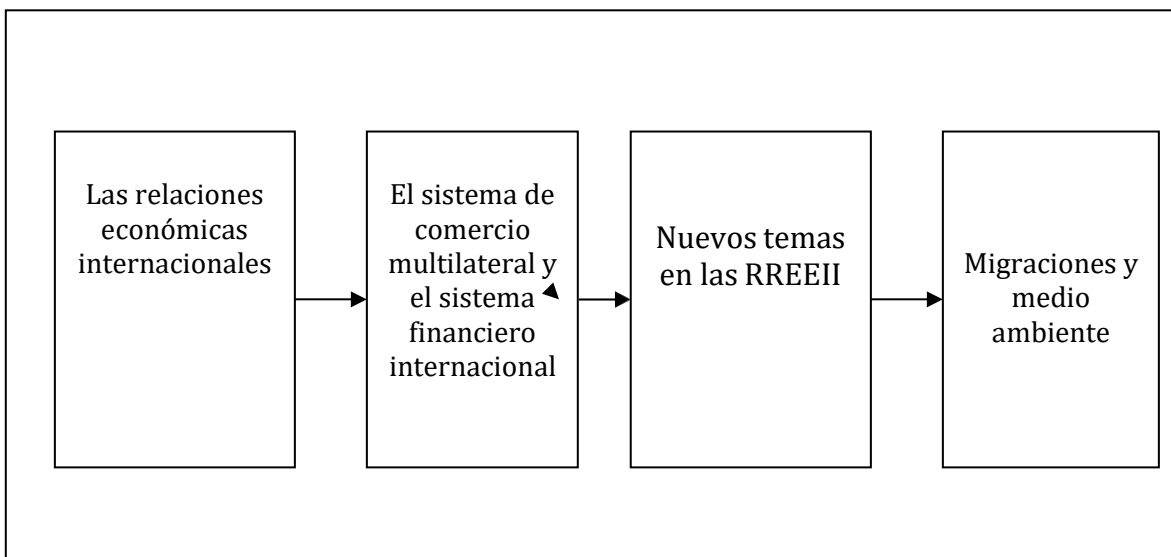 Las relaciones
económicas
internacionales
El sistema de
comercio
multilateral y
el sistema
financiero
internacional
Nuevos temas
en las RREEII
Migraciones y
medio
ambiente